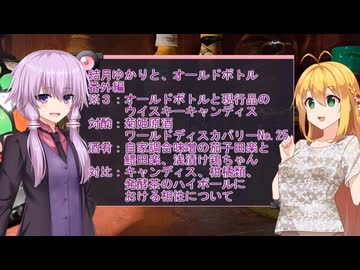 結月ゆかりと、オールドボトル
番外編
※３：オールドボトルと現行品の
ウイスキーキャンディス
対酌：菊姫原酒
ワールドディスカバリーNo.25
酒肴：自家調合味噌の茄子田楽と
鱈田楽、浅漬け鶏ちゃん
対比：キャンディス、柑橘類、
発酵茶のハイボールに
おける相性について